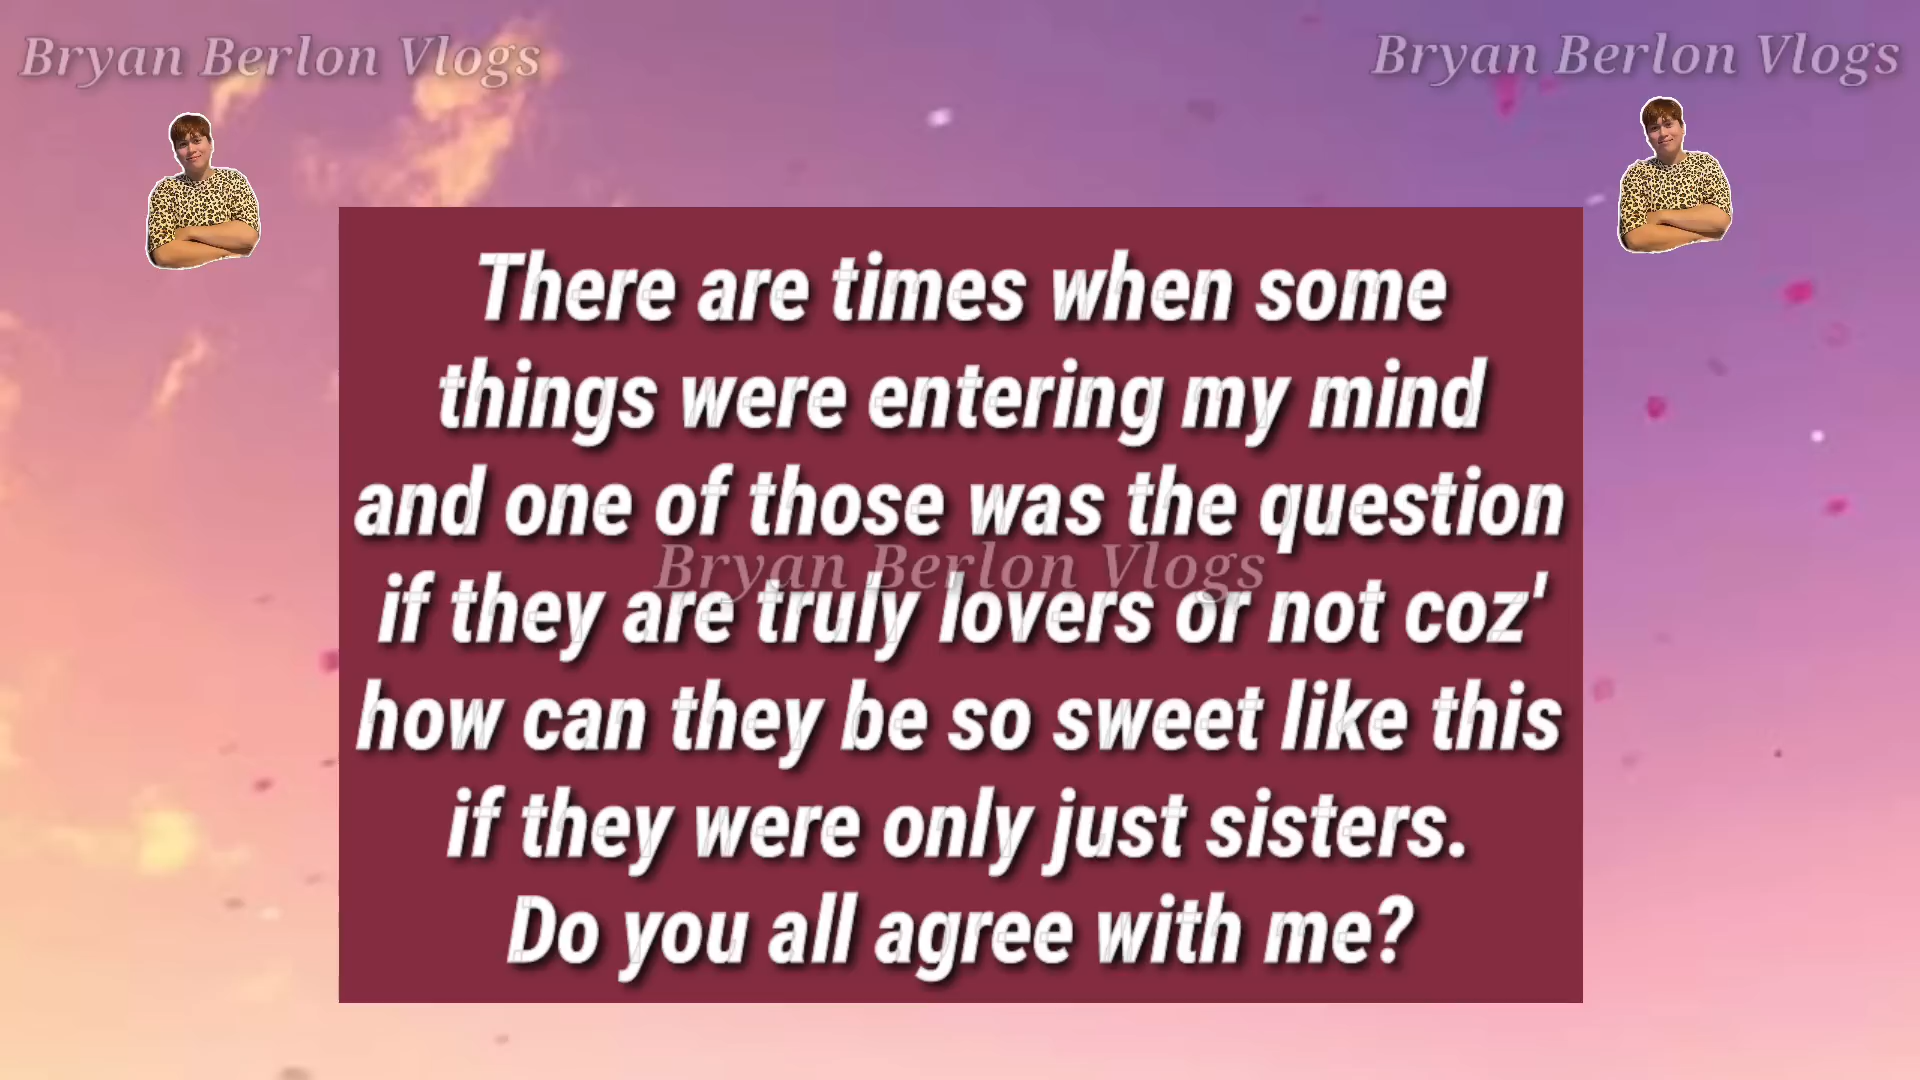 Bryan Berlon Vlogs
Bryan Berlon Vlogs
There are times when some
things were entering my mind
and one of those was the question
Bryan Berlon Vlogs
if they are truly lovers or not coz'
how can they be so sweet like this
if they were only just sisters.
Do you all agree with me?